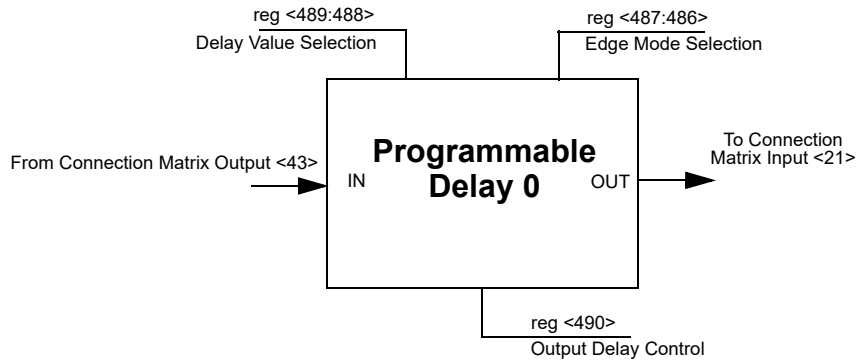 reg <489:488>
Delay Value Selection
reg <487:486>
Edge Mode Selection
From Connection Matrix Output <43>
IN
Programmable
Delay 0
OUT
To Connection
Matrix Input <21>
reg <490>
Output Delay Control